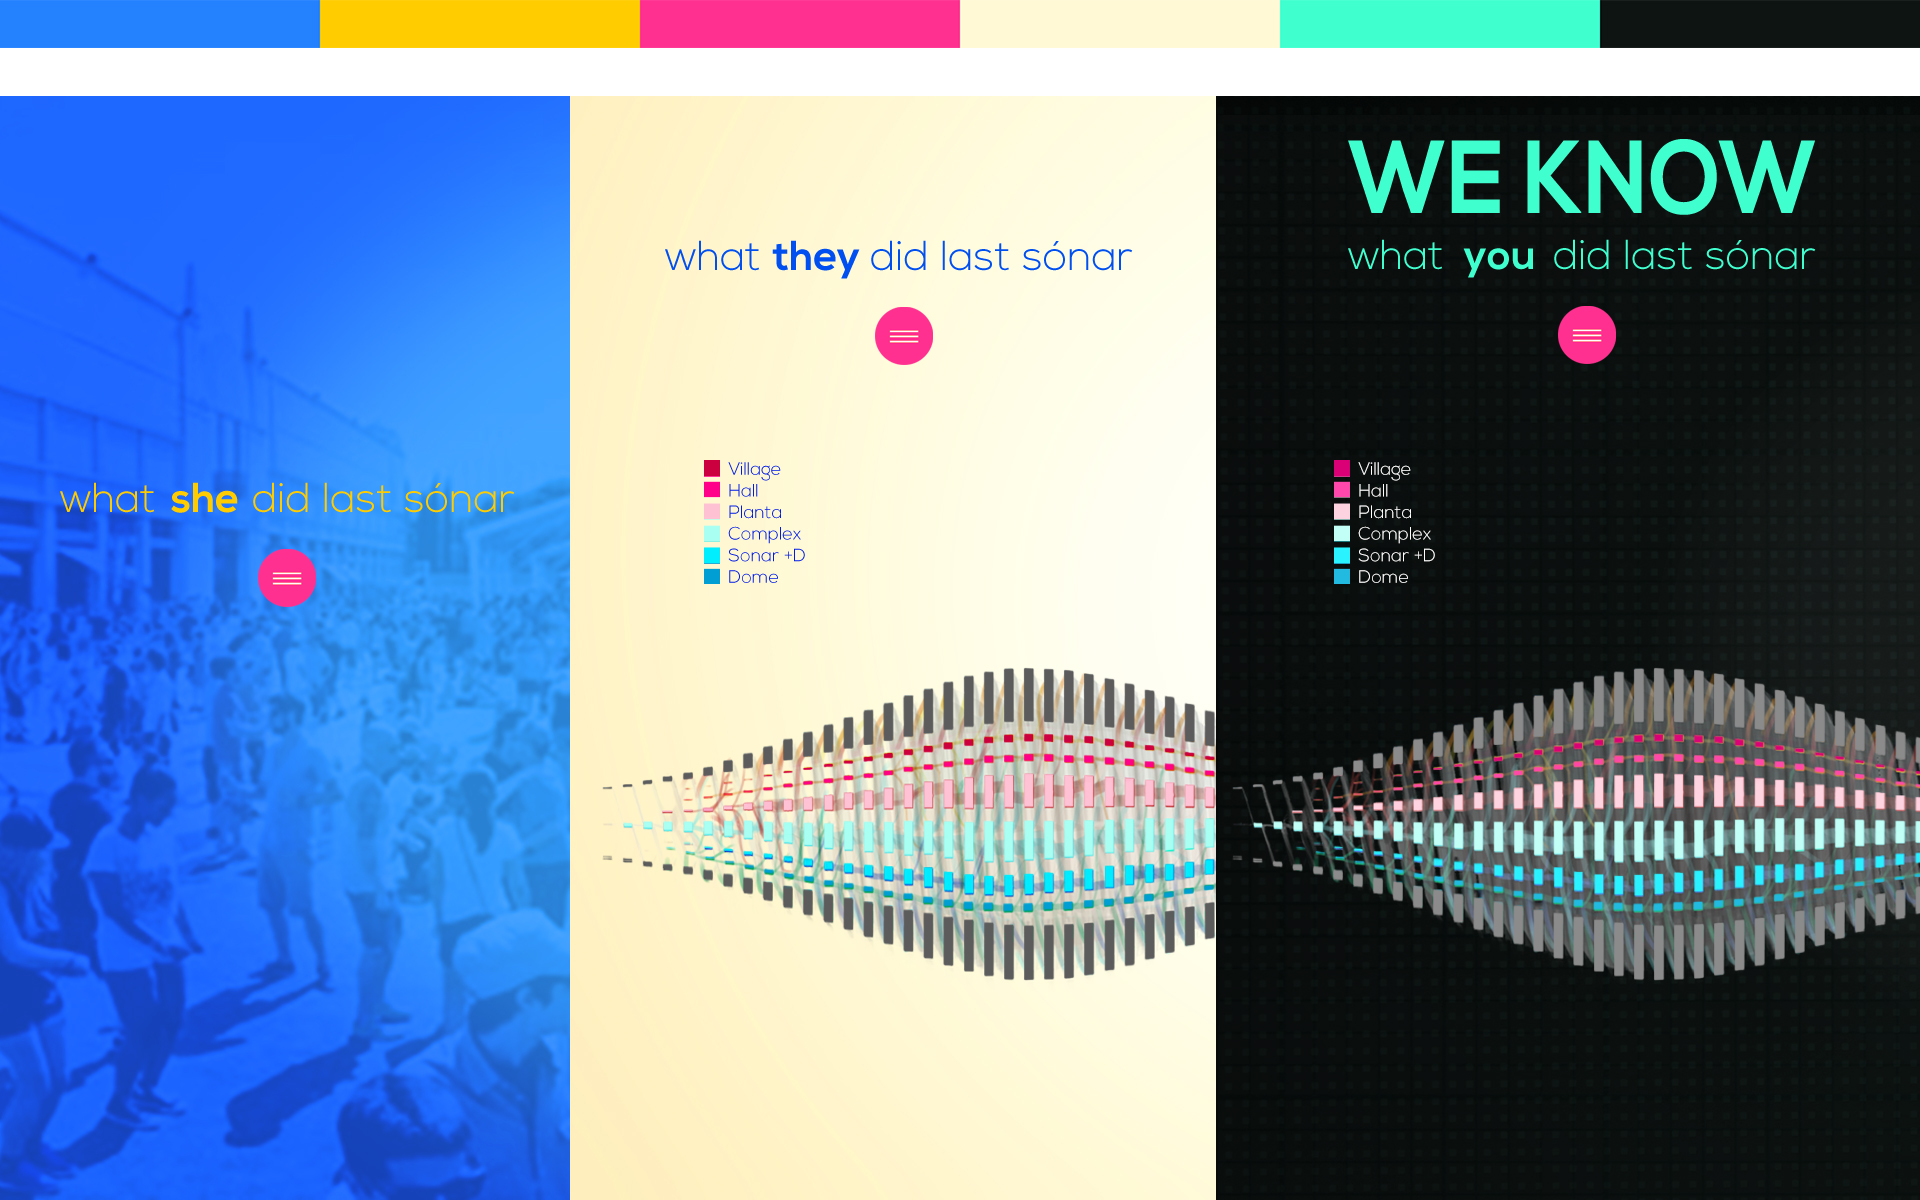 what she did last sónar
what they did last sónar
Village
Hall
Planta
Complex
Sonar +D
Dome
WE KNOW
what you did last sónar
Village
Hall
Planta
Complex
Sonar +D
Dome